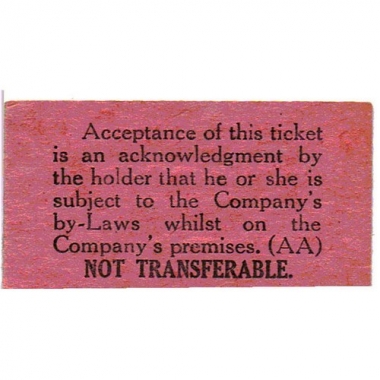 Acceptance of this ticket
is an acknowledgment by
the holder that he or she is
subject to the Company's
by-Laws whilst on the
Company's premises. (AA)
NOT TRANSFERABLE.